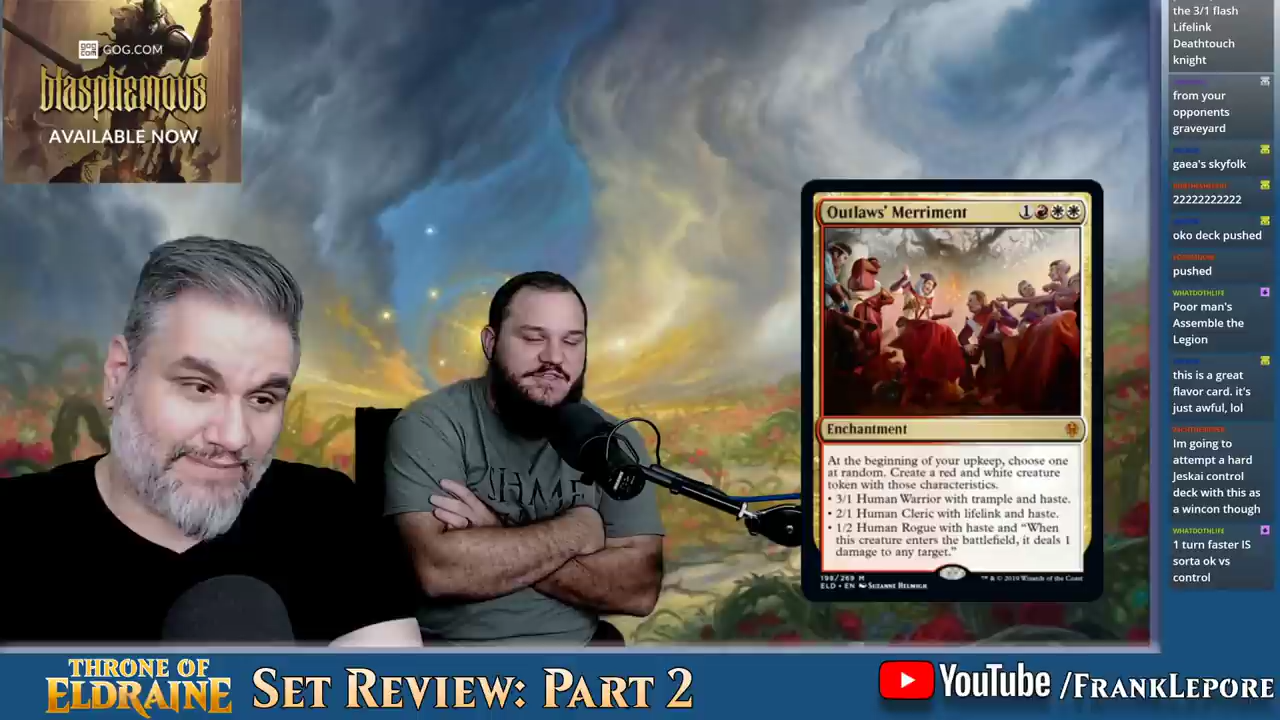 GOG.COM
blasphemous
AVAILABLE NOW
Outlaws' Merriment
1
Enchantment
At the beginning of your upkeep, choose one
at random. Create a red and white creature
token with those characteristics.
• 3/1 Human Warrior with trample and haste.
• 2/1 Human Cleric with lifelink and haste.
• 1/2 Human Rogue with haste and "When
this creature enters the battlefield, it deals 1
damage to any target."
198/269 M
ELD • EN Suzanne Helmigh
™ & © 2019 Wizards of the Coast
the 3/1 flash
Lifelink
Deathtouch
knight
from your
opponents
graveyard
gaea's skyfolk
22222222222
oko deck pushed
pushed
WHATDOTHLIFE
Poor man's
Assemble the
Legion
this is a great
flavor card. it's
just awful, lol
Im going to
attempt a hard
Jeskai control
deck with this as
a wincon though
WHATDOTHLIFE
1 turn faster IS
sorta ok vs
control
THRONE OF
ELDRAINE
SET REVIEW: PART 2
YouTube /FRANKLEPORE